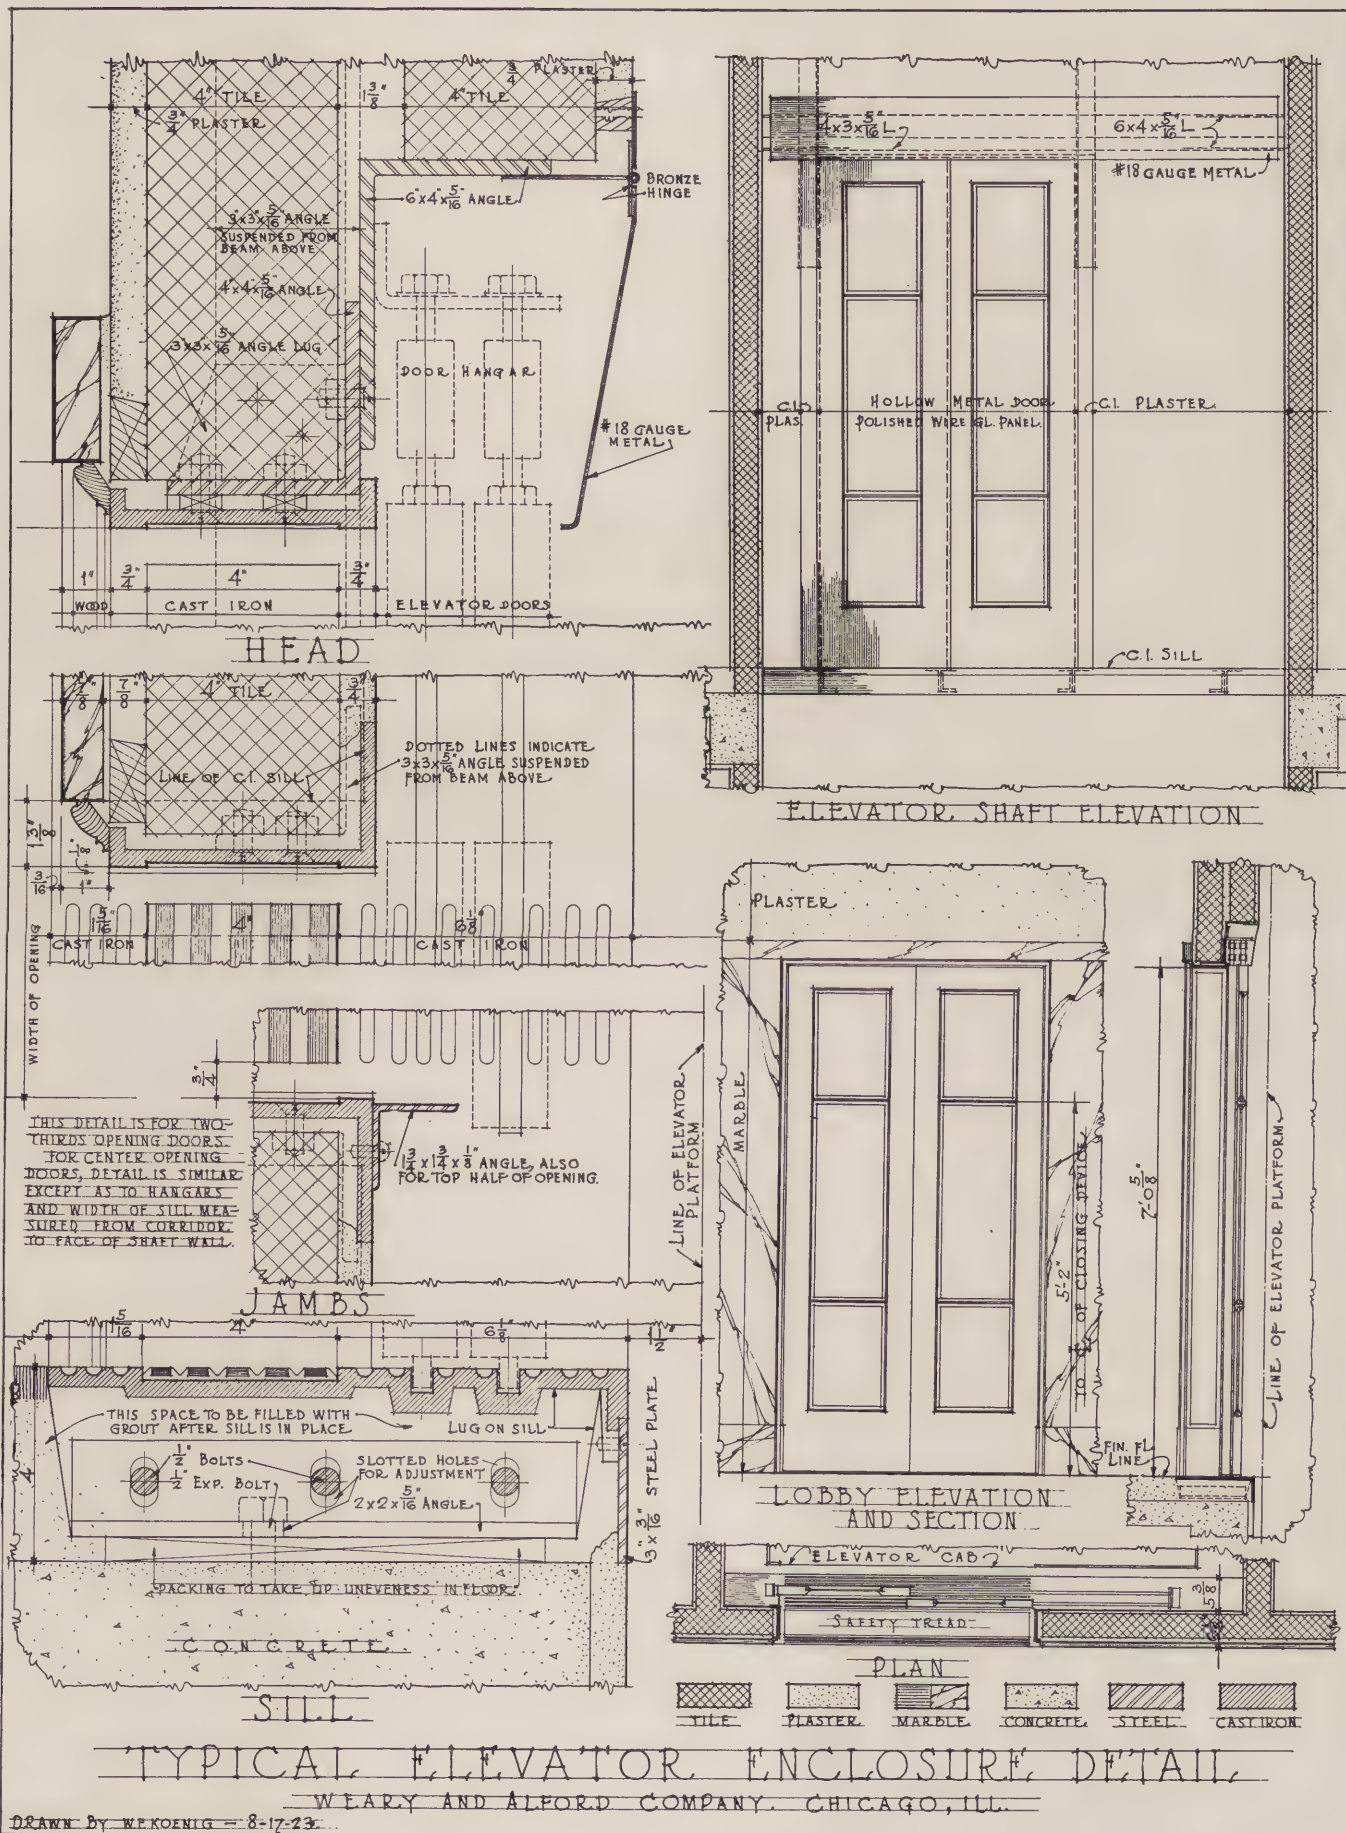 4" TILE
1 3/8"
4" TILE
3/4
PLASTER
3/4" PLASTER
BRONZE
HINGE
6"x4"x5/16" ANGLE
3"x3"x5/16" ANGLE
SUSPENDED FROM
BEAM ABOVE
4"x4"x5/16" ANGLE
3"x3"x5/16" ANGLE LUG
DOOR HANGAR
#18 GAUGE
METAL
1"
3/4"
4"
3/4"
WOOD
CAST IRON
ELEVATOR DOORS
HEAD
4x3x5/16" L
6x4x5/16" L
#18 GAUGE METAL
C.I.
PLAS.
HOLLOW METAL DOOR
POLISHED WIRE GL. PANEL.
C.I. PLASTER
C.I. SILL
ELEVATOR SHAFT ELEVATION
7/8"
7/8"
4" TILE
3/4"
DOTTED LINES INDICATE
3x3x5/16" ANGLE SUSPENDED
FROM BEAM ABOVE
LINE OF C.I. SILL
1 3/8"
1/8"
3/16
1"
1 5/16"
4"
6 1/8"
CAST IRON
CAST IRON
WIDTH OF OPENING
3/4"
THIS DETAIL IS FOR TWO-
THIRDS OPENING DOORS.
FOR CENTER OPENING
DOORS, DETAIL IS SIMILAR
EXCEPT AS TO HANGARS
AND WIDTH OF SILL MEA-
SURED FROM CORRIDOR
TO FACE OF SHAFT WALL.
1 3/4 x 1 3/4 x 1/8" ANGLE, ALSO
FOR TOP HALF OF OPENING.
LINE OF ELEVATOR
PLATFORM
JAMBS
PLASTER
MARBLE
5'-2"
TO ℄ OF CLOSING DEVICE
7'-0 5/8"
LINE OF ELEVATOR PLATFORM
FIN. FL.
LINE
LOBBY ELEVATION
AND SECTION
1 5/16"
4"
6 1/8"
1 1/2"
THIS SPACE TO BE FILLED WITH
GROUT AFTER SILL IS IN PLACE
LUG ON SILL
1/2" BOLTS
1/2" EXP. BOLT
SLOTTED HOLES
FOR ADJUSTMENT
2x2x5/16" ANGLE
4"
3" x 3/16" STEEL PLATE
PACKING TO TAKE UP UNEVENESS IN FLOOR
CONCRETE
SILL
ELEVATOR CAB
SAFETY TREAD
PLAN
TILE
PLASTER
MARBLE
CONCRETE
STEEL
CAST IRON
TYPICAL ELEVATOR ENCLOSURE DETAIL
WEARY AND ALFORD COMPANY. CHICAGO, ILL.
DRAWN BY W.E.KOENIG - 8-17-23.